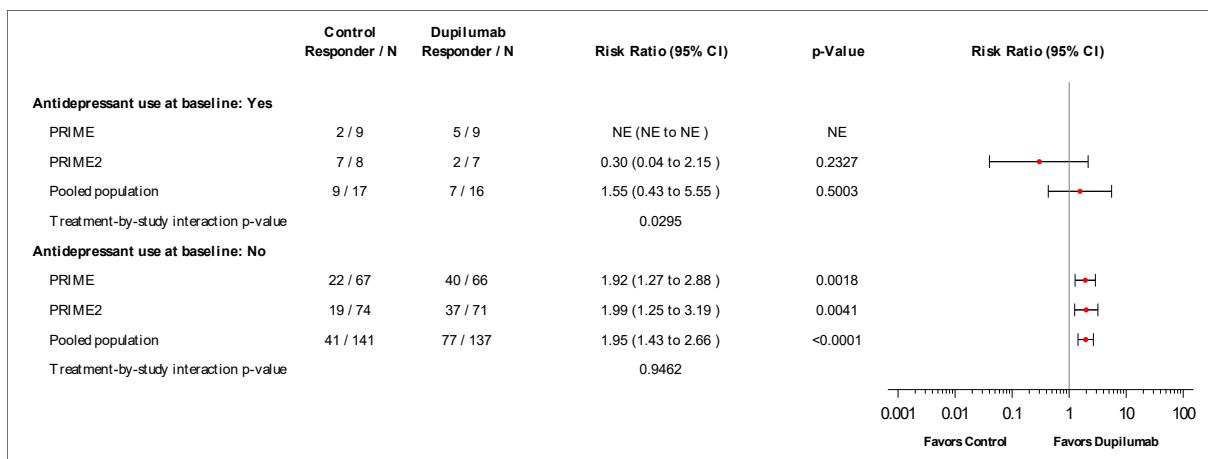 Control Dupilumab
Responder / N Responder / N Risk Ratio (95% CI) p-Value Risk Ratio (95% CI)
Antidepressant use at baseline: Yes
PRIME 2 / 9 5 / 9 NE (NE to NE ) NE
PRIME2 7 / 8 2 / 7 0.30 (0.04 to 2.15 ) 0.2327
Pooled population 9 / 17 7 / 16 1.55 (0.43 to 5.55 ) 0.5003
Treatment-by-study interaction p-value 0.0295
Antidepressant use at baseline: No
PRIME 22 / 67 40 / 66 1.92 (1.27 to 2.88 ) 0.0018
PRIME2 19 / 74 37 / 71 1.99 (1.25 to 3.19 ) 0.0041
Pooled population 41 / 141 77 / 137 1.95 (1.43 to 2.66 ) <0.0001
Treatment-by-study interaction p-value 0.9462
0.001 0.01 0.1 1 10 100
Favors Control Favors Dupilumab